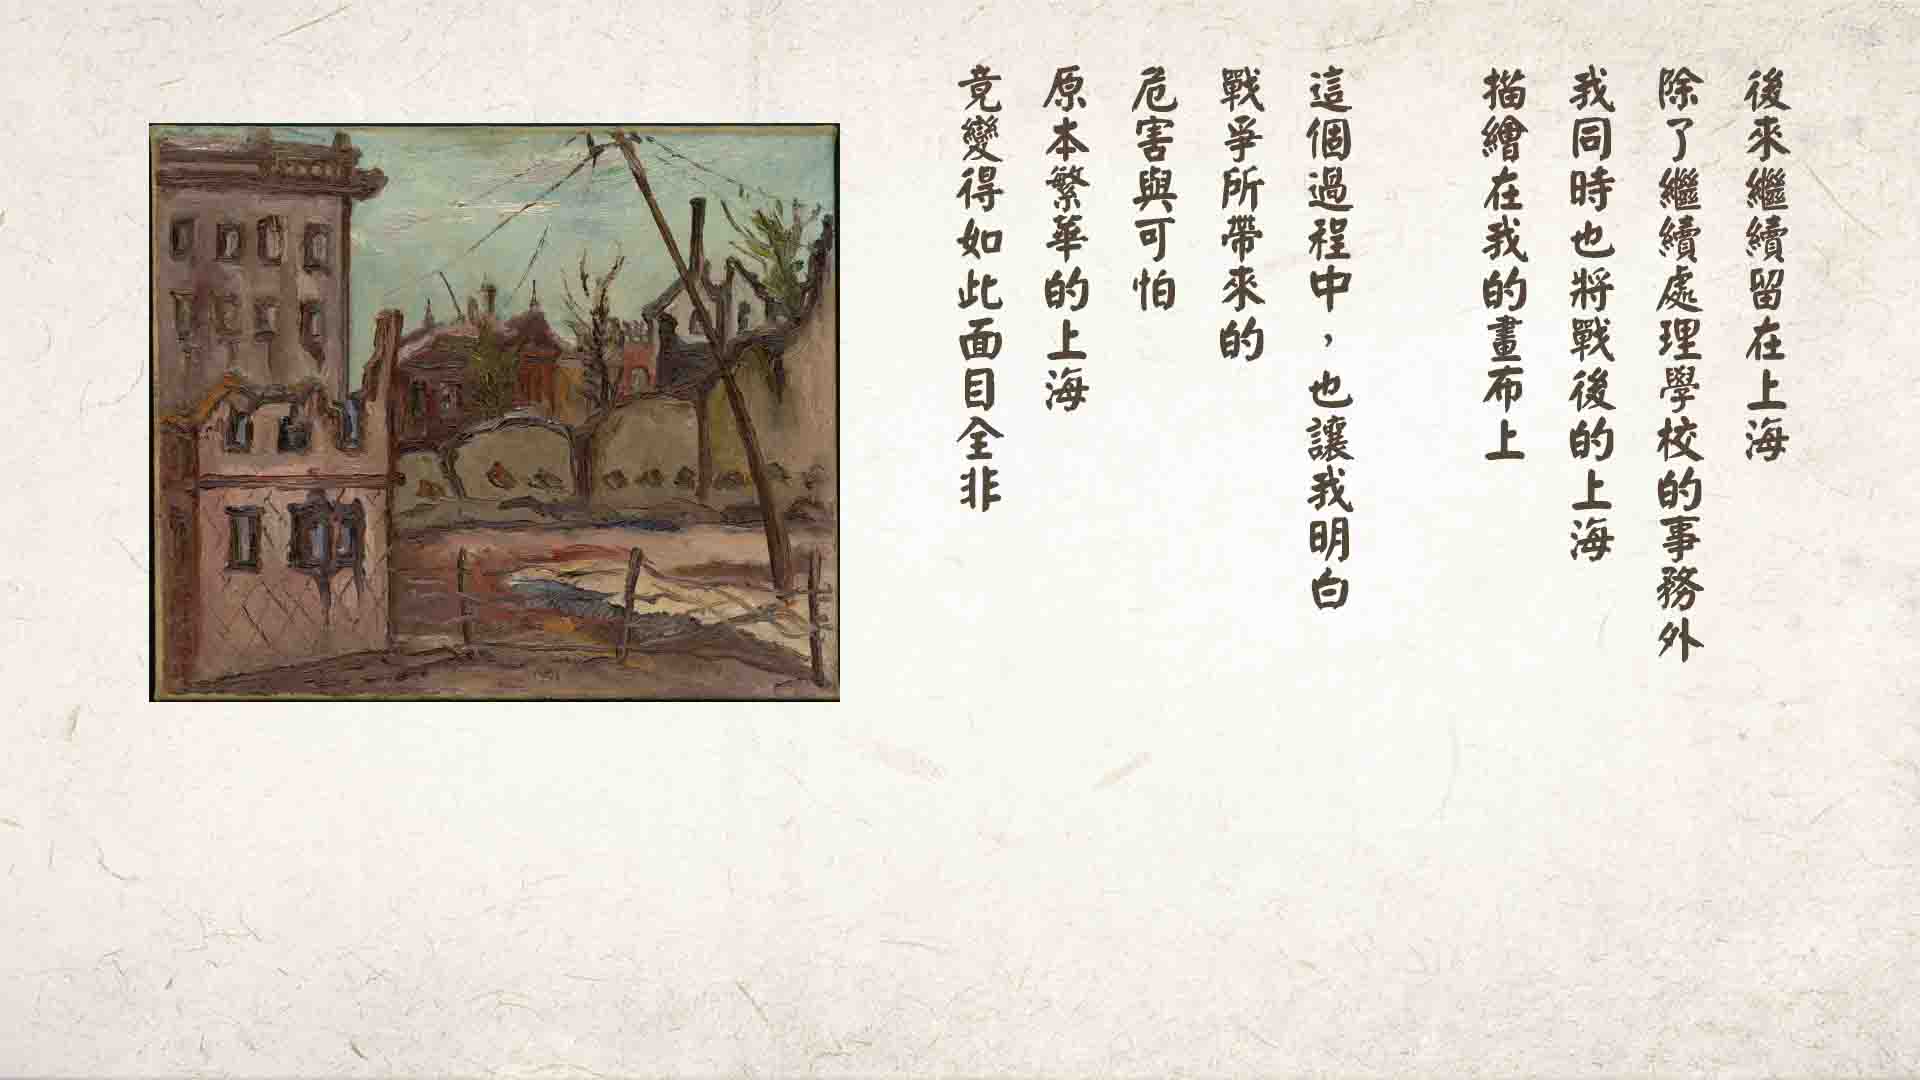 後來繼續留在上海
除了繼續處理學校的事務外
我同時也將戰後的上海
描繪在我的畫布上
這個過程中，也讓我明白
戰爭所帶來的
危害與可怕
原本繁華的上海
竟變得如此面目全非